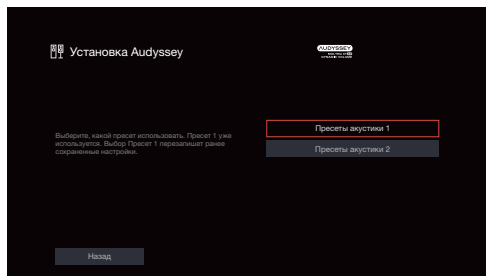 Установка Audyssey
AUDYSSEY
Выберите, какой пресет использовать. Пресет 1 уже
используется. Выбор Пресет 1 перезапишет ранее
сохраненные настройки.
Пресеты акустики 1
Пресеты акустики 2
Назад